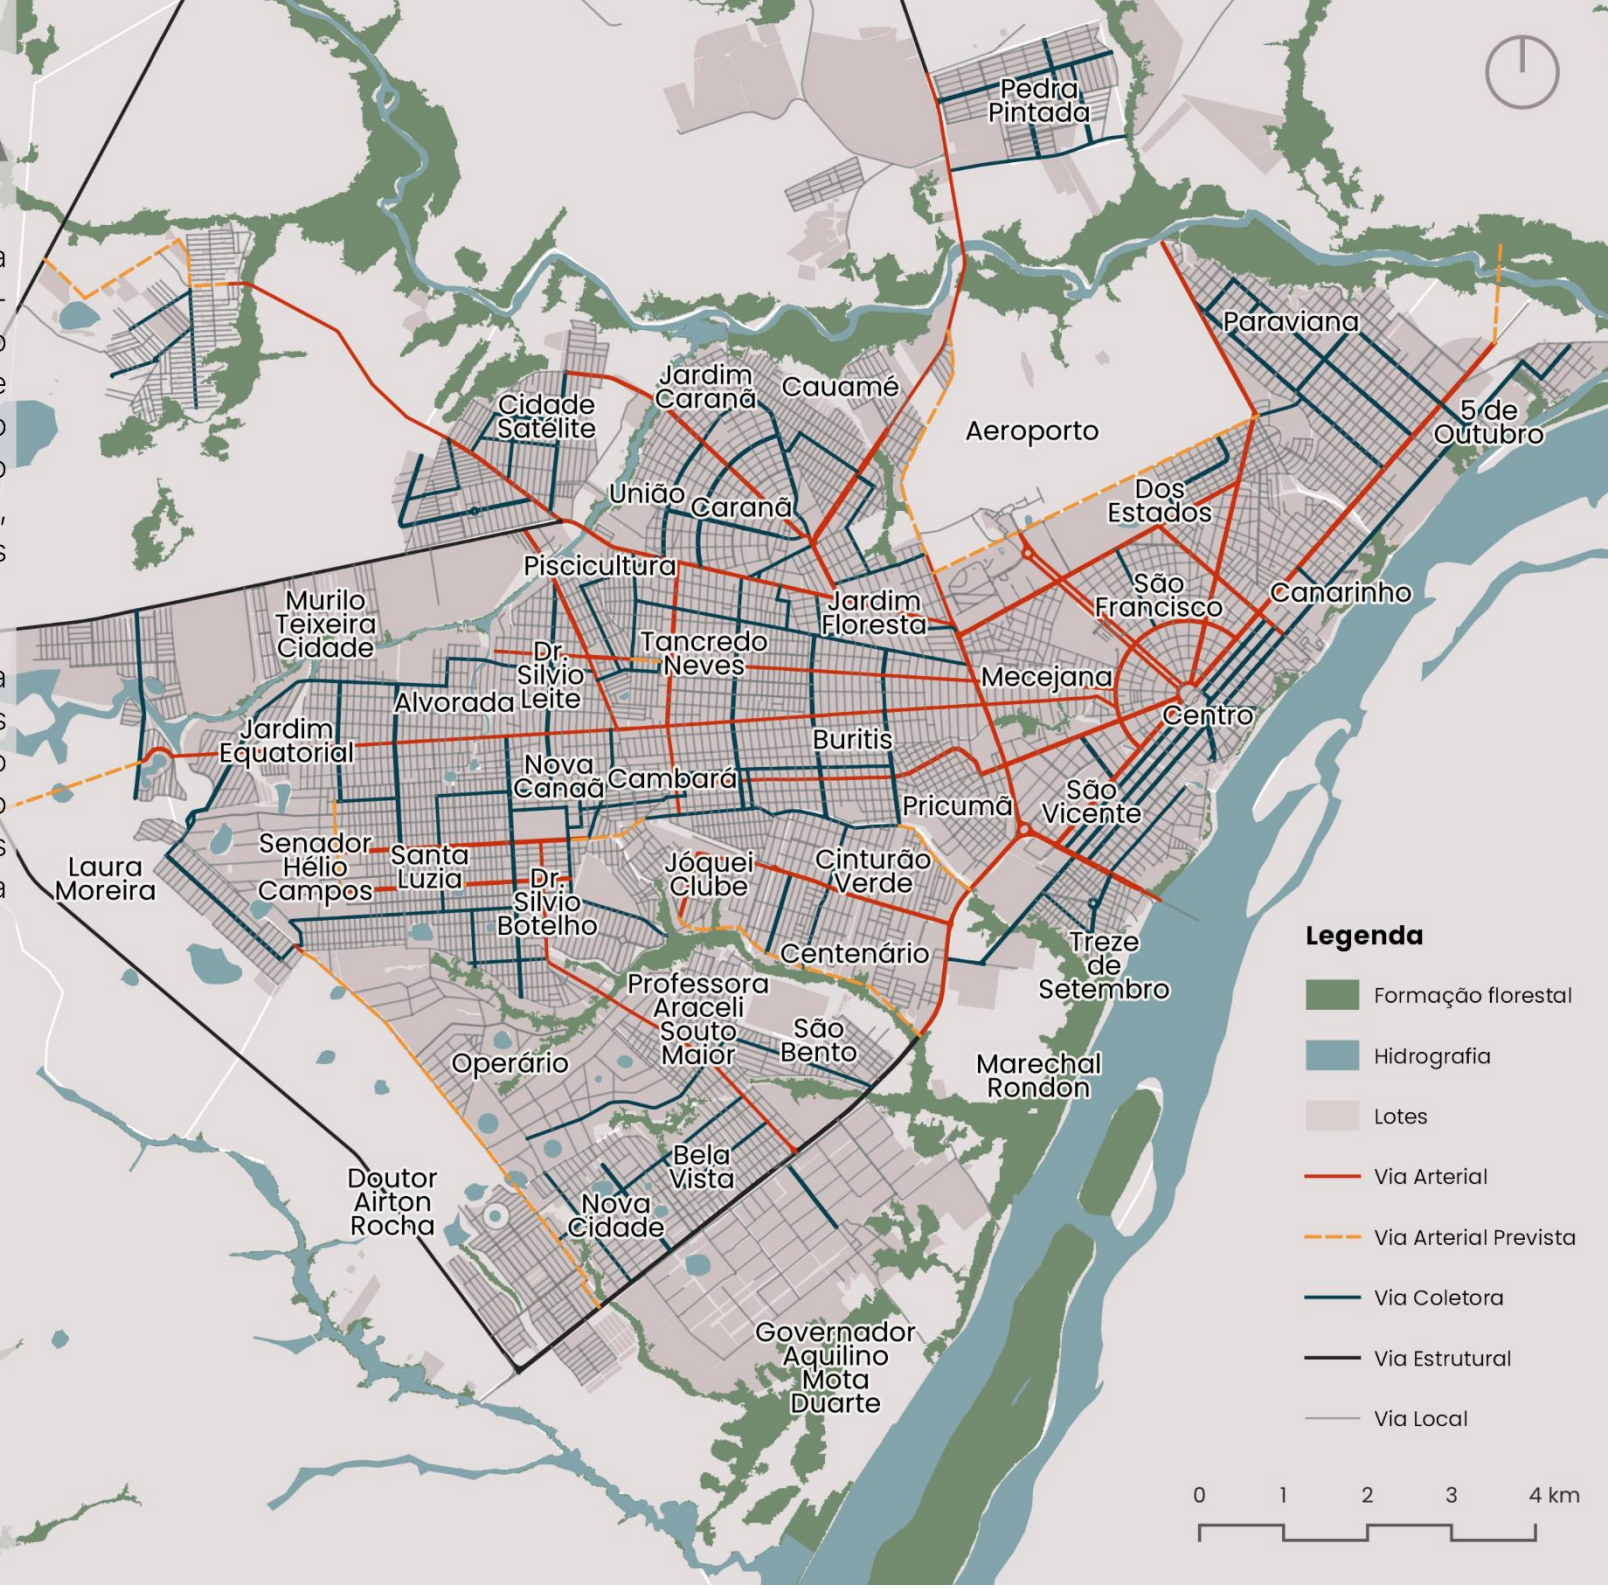 Pedra
Pintada
Paraviana
Jardim
Caranã
Cauamé
Cidade
Satélite
5 de
Outubro
Aeroporto
União
Caranã
Dos
Estados
Piscicultura
São
Francisco
Canarinho
Murilo
Teixeira
Cidade
Jardim
Floresta
Tancredo
Neves
Dr.
Silvio
Leite
Mecejana
Alvorada
Centro
Jardim
Equatorial
Buritis
Nova
Canaã
Cambará
Pricumã
São
Vicente
Senador
Hélio
Campos
Santa
Luzia
Laura
Moreira
Jóquei
Clube
Cinturão
Verde
Dr.
Silvio
Botelho
Centenário
Treze
de
Setembro
Professora
Araceli
Souto
Maior
São
Bento
Operário
Marechal
Rondon
Bela
Vista
Doutor
Airton
Rocha
Nova
Cidade
Governador
Aquilino
Mota
Duarte
Legenda
Formação florestal
Hidrografia
Lotes
Via Arterial
Via Arterial Prevista
Via Coletora
Via Estrutural
Via Local
0 1 2 3 4 km